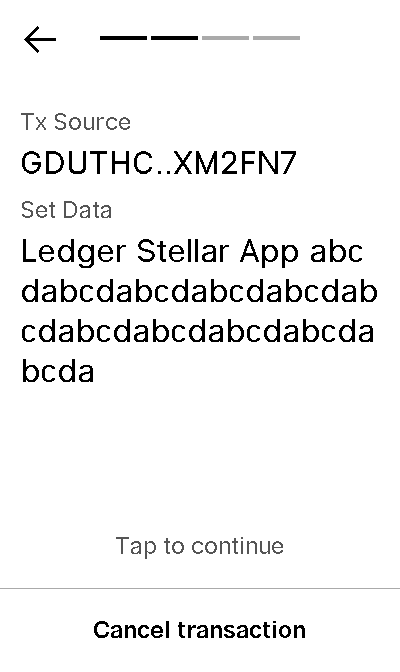 Tx Source
GDUTHC..XM2FN7
Set Data
Ledger Stellar App abc
dabcdabcdabcdabcdab
cdabcdabcdabcdabcda
bcda
Tap to continue
Cancel transaction